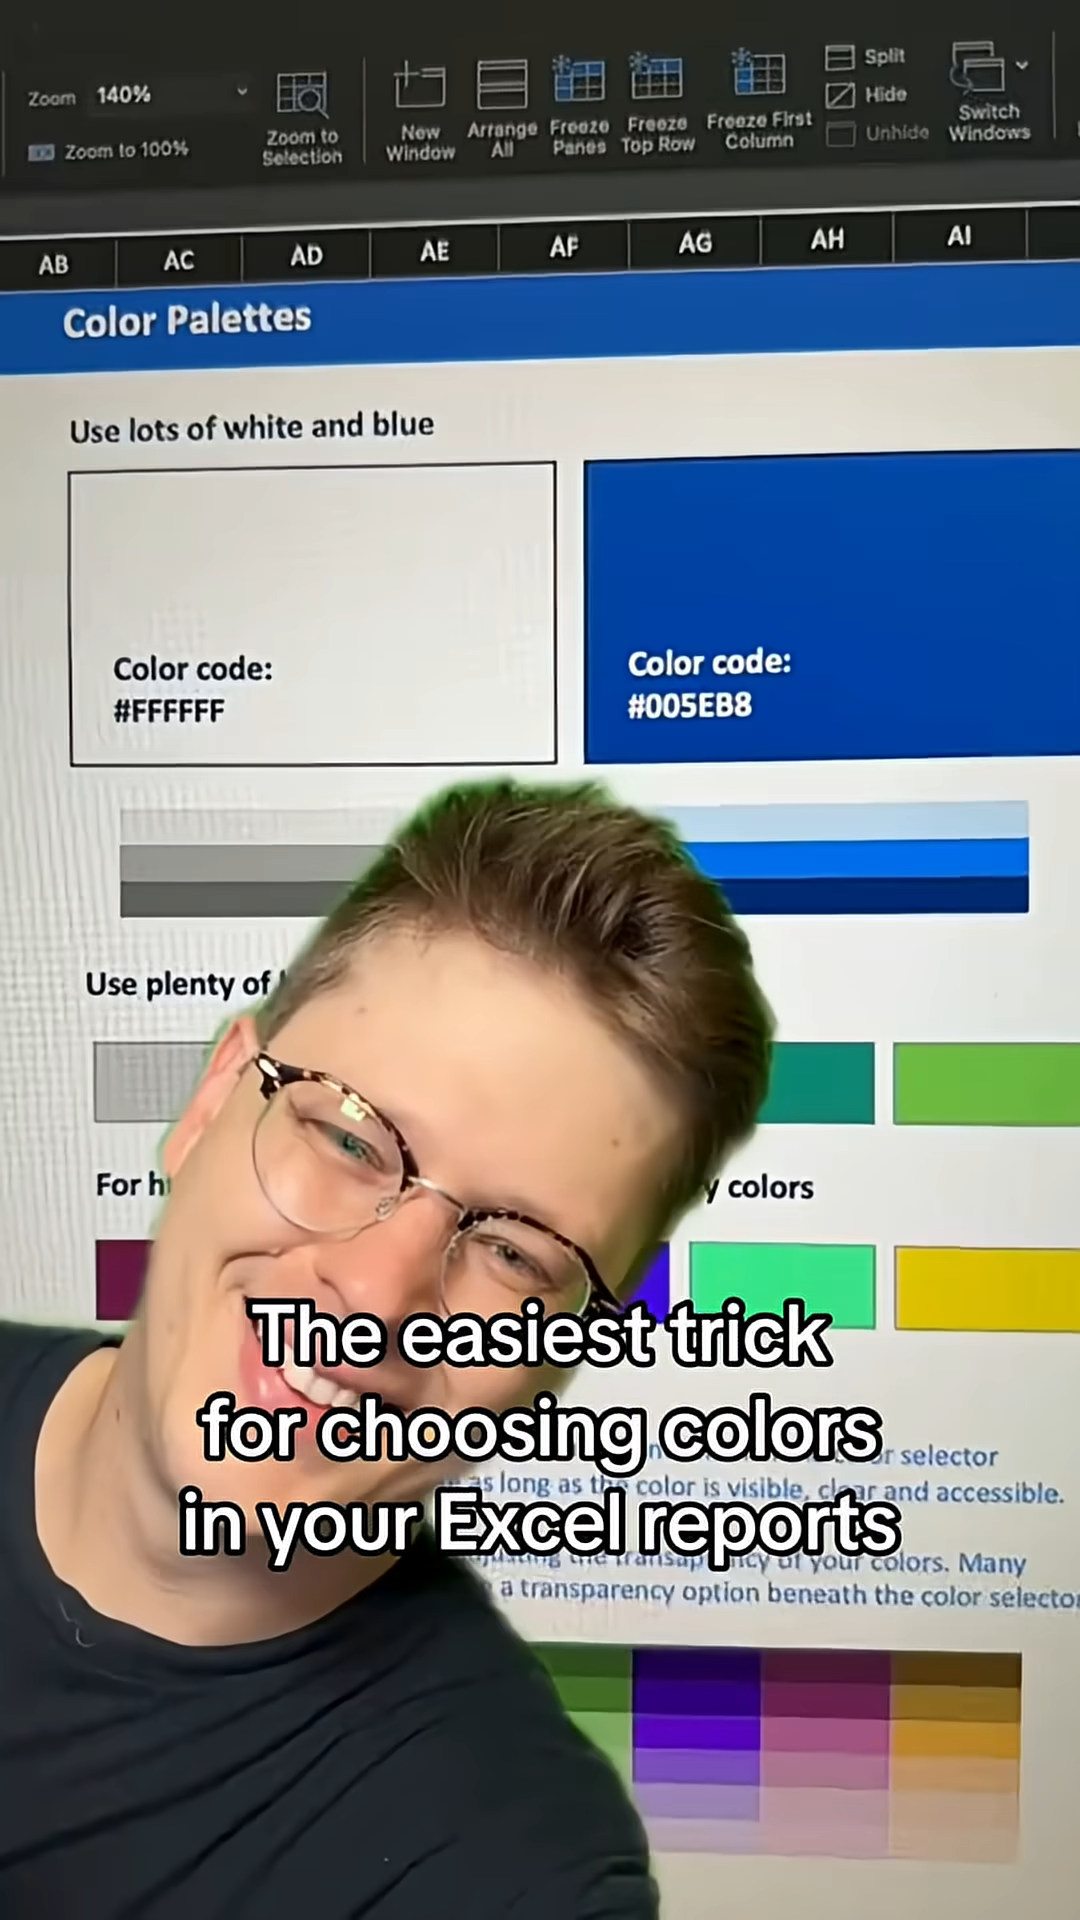 Zoom 140%
Zoom to 100%
Zoom to
Selection
New
Window
Arrange
All
Freeze
Panes
Freeze
Top Row
Freeze First
Column
Split
Hide
Unhide
Switch
Windows
AB AC AD AE AF AG AH AI
Color Palettes
Use lots of white and blue
Color code:
#FFFFFF
Color code:
#005EB8
Use plenty of
For
colors
The easiest trick
for choosing colors
in your Excel reports
selector
as long as the color is visible, clear and accessible.
of your colors. Many
a transparency option beneath the color selector